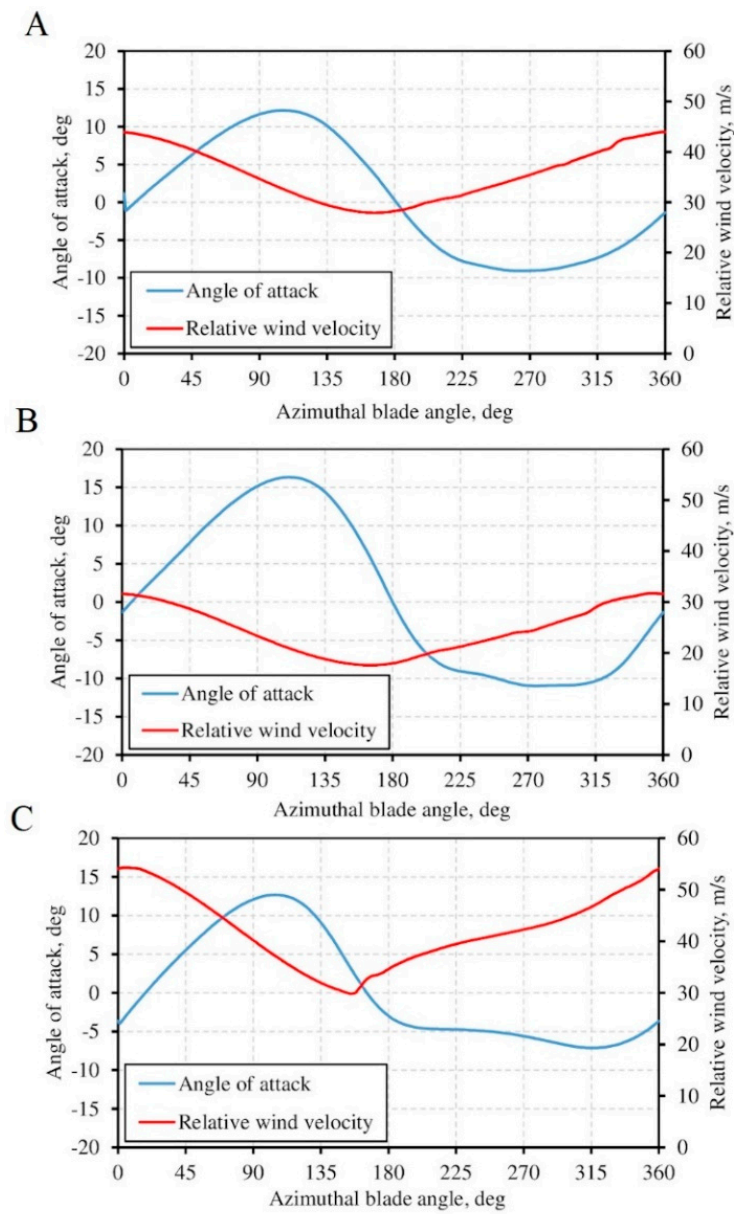 A
20
15
10
5
0
-5
-10
-15
-20
Angle of attack, deg
60
50
40
30
20
10
0
Relative wind velocity, m/s
Angle of attack
Relative wind velocity
0 45 90 135 180 225 270 315 360
Azimuthal blade angle, deg
B
20
15
10
5
0
-5
-10
-15
-20
Angle of attack, deg
60
50
40
30
20
10
0
Relative wind velocity, m/s
Angle of attack
Relative wind velocity
0 45 90 135 180 225 270 315 360
Azimuthal blade angle, deg
C
20
15
10
5
0
-5
-10
-15
-20
Angle of attack, deg
60
50
40
30
20
10
0
Relative wind velocity, m/s
Angle of attack
Relative wind velocity
0 45 90 135 180 225 270 315 360
Azimuthal blade angle, deg